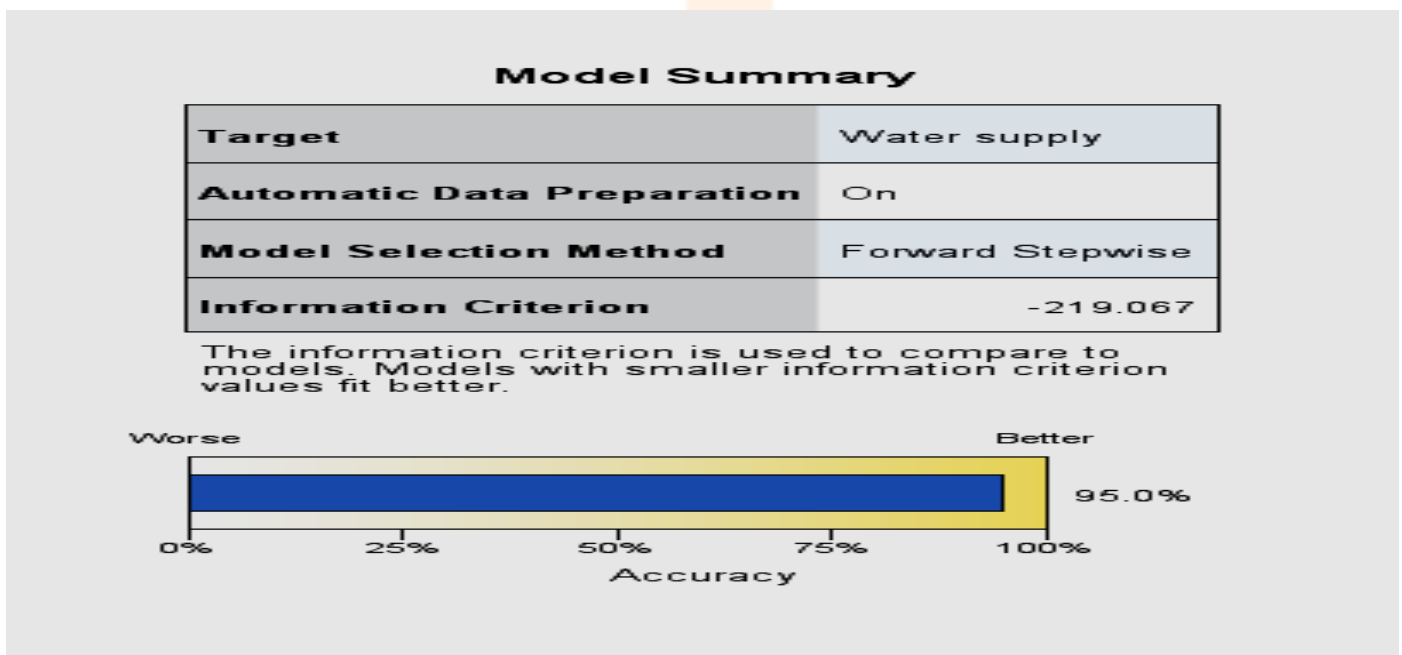 Model Summary
Target Water supply
Automatic Data Preparation On
Model Selection Method Forward Stepwise
Information Criterion -219.067
The information criterion is used to compare to
models. Models with smaller information criterion
values fit better.
Worse Better
95.0%
0% 25% 50% 75% 100%
Accuracy